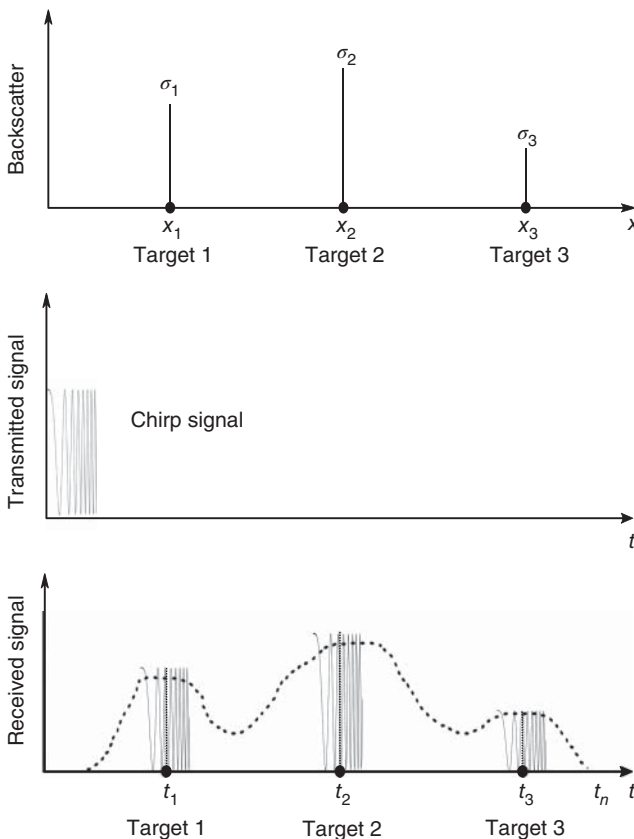 Backscatter
σ1
σ2
σ3
x1
x2
x3
x
Target 1
Target 2
Target 3
Transmitted signal
Chirp signal
t
Received signal
t1
t2
t3
tn
t
Target 1
Target 2
Target 3